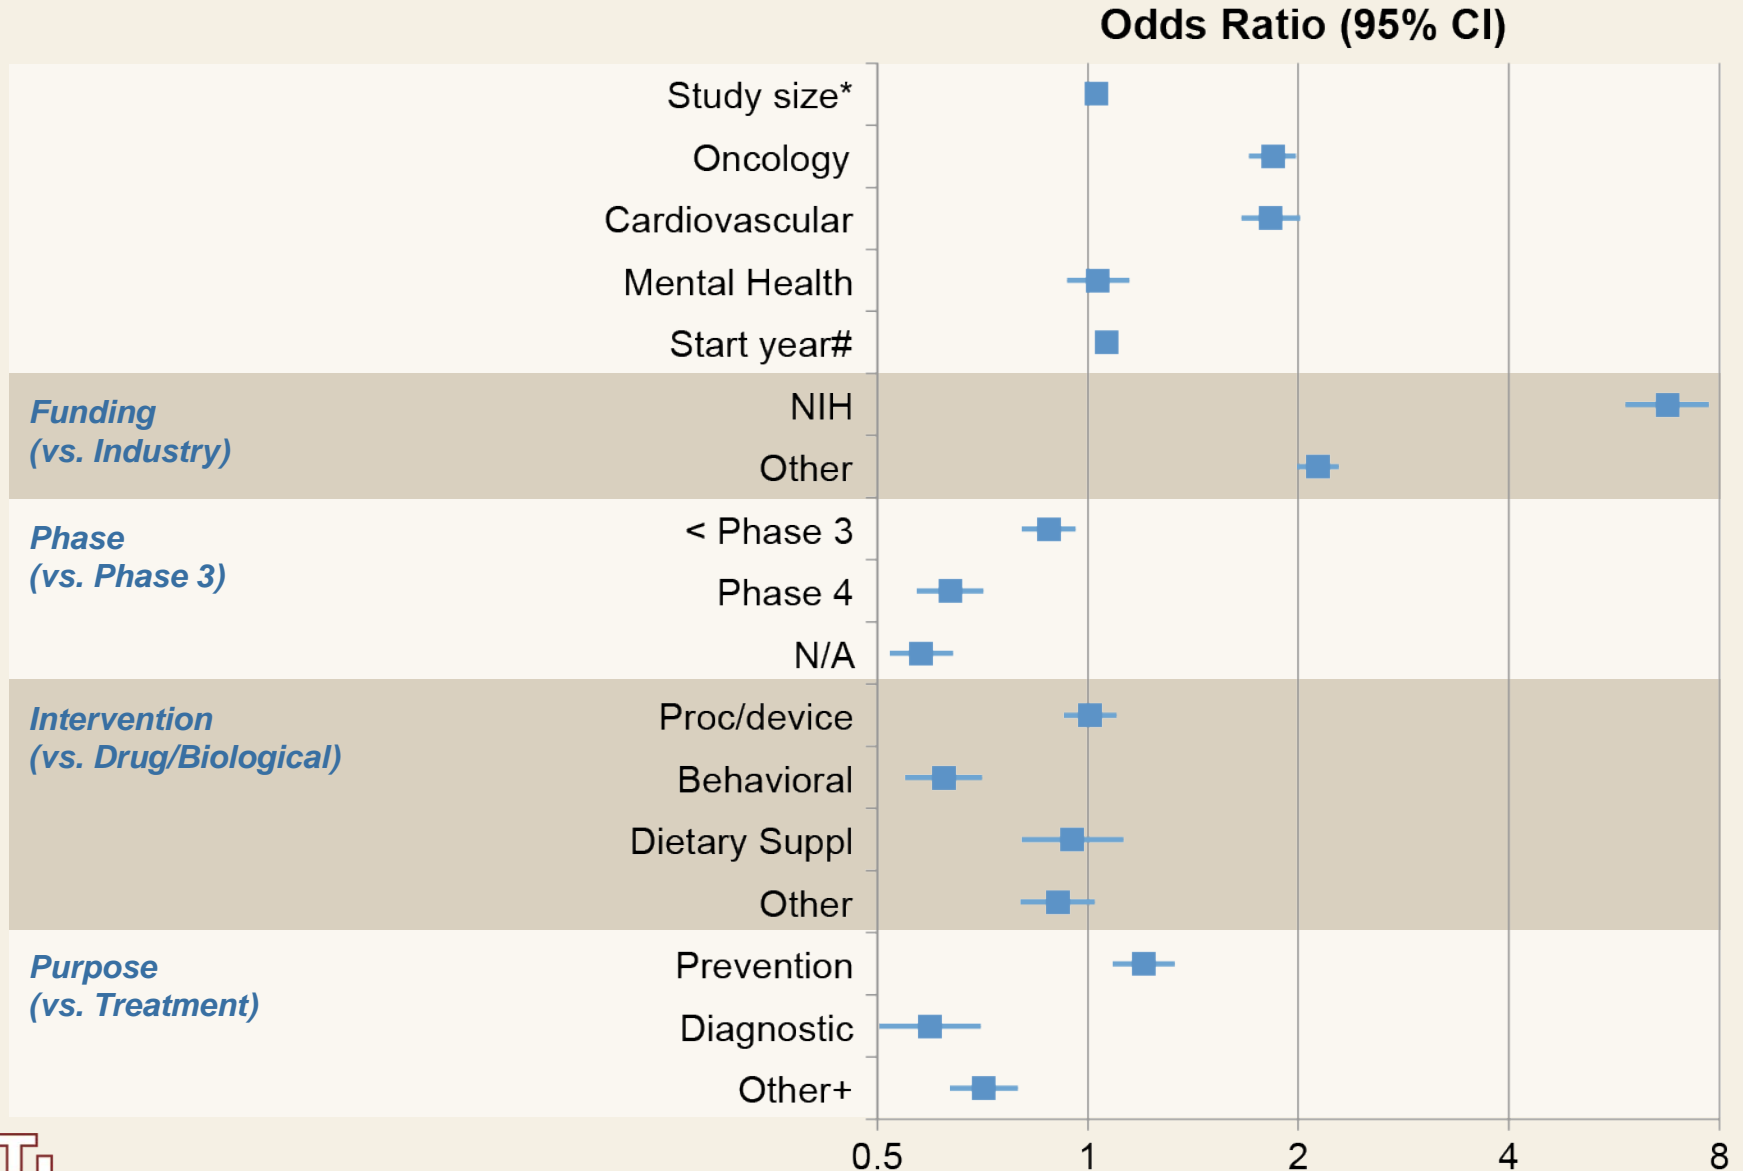 Odds Ratio (95% CI)
Study size*
Oncology
Cardiovascular
Mental Health
Start year#
Funding
(vs. Industry)
NIH
Other
Phase
(vs. Phase 3)
< Phase 3
Phase 4
N/A
Intervention
(vs. Drug/Biological)
Proc/device
Behavioral
Dietary Suppl
Other
Purpose
(vs. Treatment)
Prevention
Diagnostic
Other+
0.5 1 2 4 8